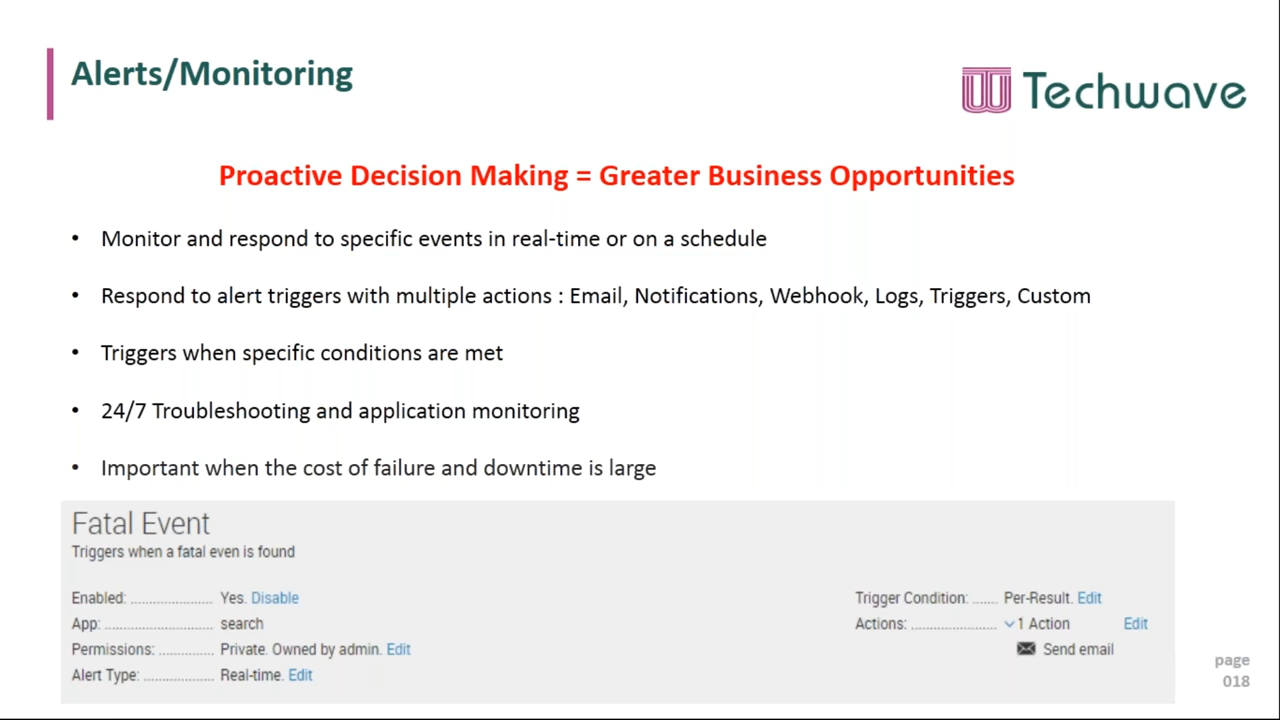 Alerts/Monitoring
Techwave
Proactive Decision Making = Greater Business Opportunities
• Monitor and respond to specific events in real-time or on a schedule
• Respond to alert triggers with multiple actions : Email, Notifications, Webhook, Logs, Triggers, Custom
• Triggers when specific conditions are met
• 24/7 Troubleshooting and application monitoring
• Important when the cost of failure and downtime is large
Fatal Event
Triggers when a fatal even is found
Enabled: ...................... Yes. Disable
App: ............................. search
Permissions: .............. Private. Owned by admin. Edit
Alert Type: .................. Real-time. Edit
Trigger Condition: ....... Per-Result. Edit
Actions: ........................ 1 Action Edit
Send email
page
018